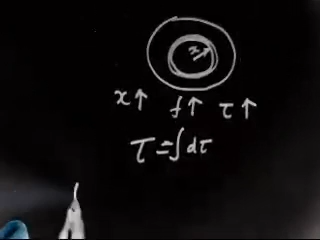 x
x↑ f↑ τ↑
τ = ∫dτ